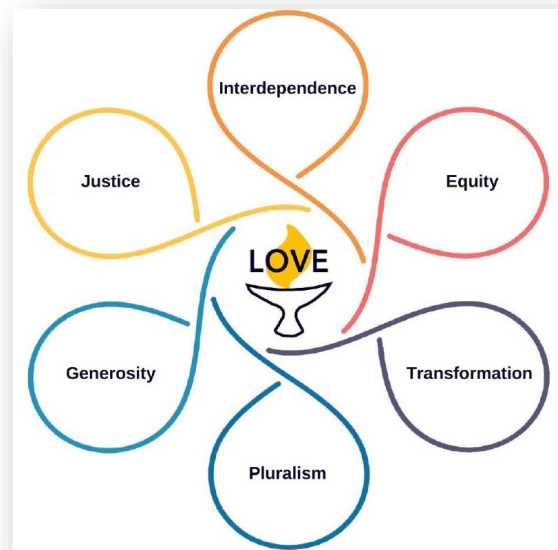 Interdependence
Justice
Equity
LOVE
Generosity
Transformation
Pluralism